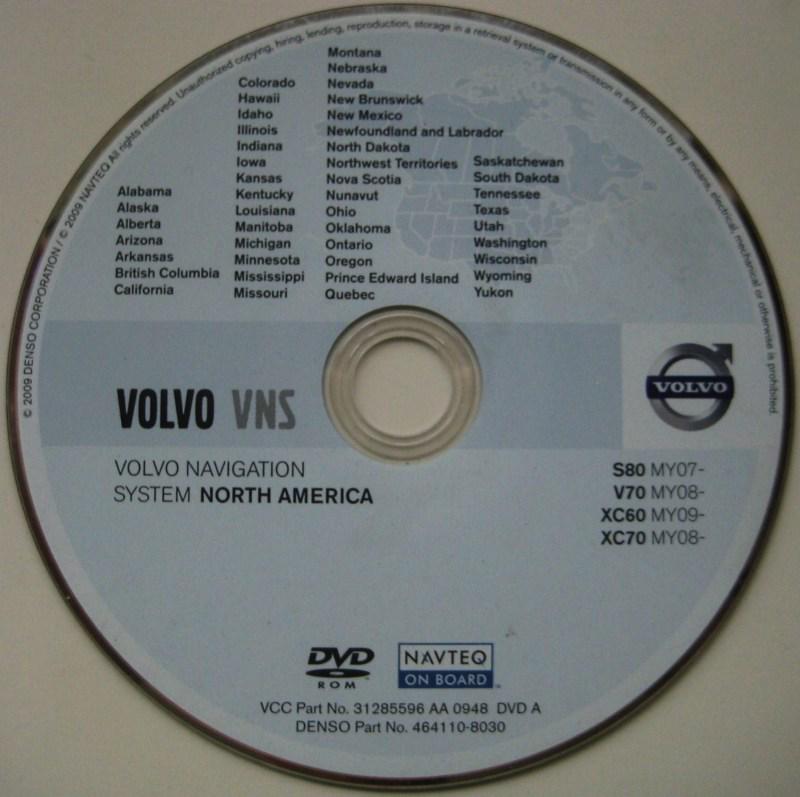 © 2009 DENSO CORPORATION / © 2009 NAVTEQ All rights reserved. Unauthorized copying, hiring, lending, reproduction, storage in a retrieval system or transmission in any form or by any means, electrical, mechanical or otherwise is prohibited.
Alabama
Alaska
Alberta
Arizona
Arkansas
British Columbia
California
Colorado
Hawaii
Idaho
Illinois
Indiana
Iowa
Kansas
Kentucky
Louisiana
Manitoba
Michigan
Minnesota
Mississippi
Missouri
Montana
Nebraska
Nevada
New Brunswick
New Mexico
Newfoundland and Labrador
North Dakota
Northwest Territories
Nova Scotia
Nunavut
Ohio
Oklahoma
Ontario
Oregon
Prince Edward Island
Quebec
Saskatchewan
South Dakota
Tennessee
Texas
Utah
Washington
Wisconsin
Wyoming
Yukon
VOLVO VNS
VOLVO
VOLVO NAVIGATION
SYSTEM NORTH AMERICA
S80 MY07-
V70 MY08-
XC60 MY09-
XC70 MY08-
DVD
ROM
NAVTEQ
ON BOARD
VCC Part No. 31285596 AA 0948 DVD A
DENSO Part No. 464110-8030